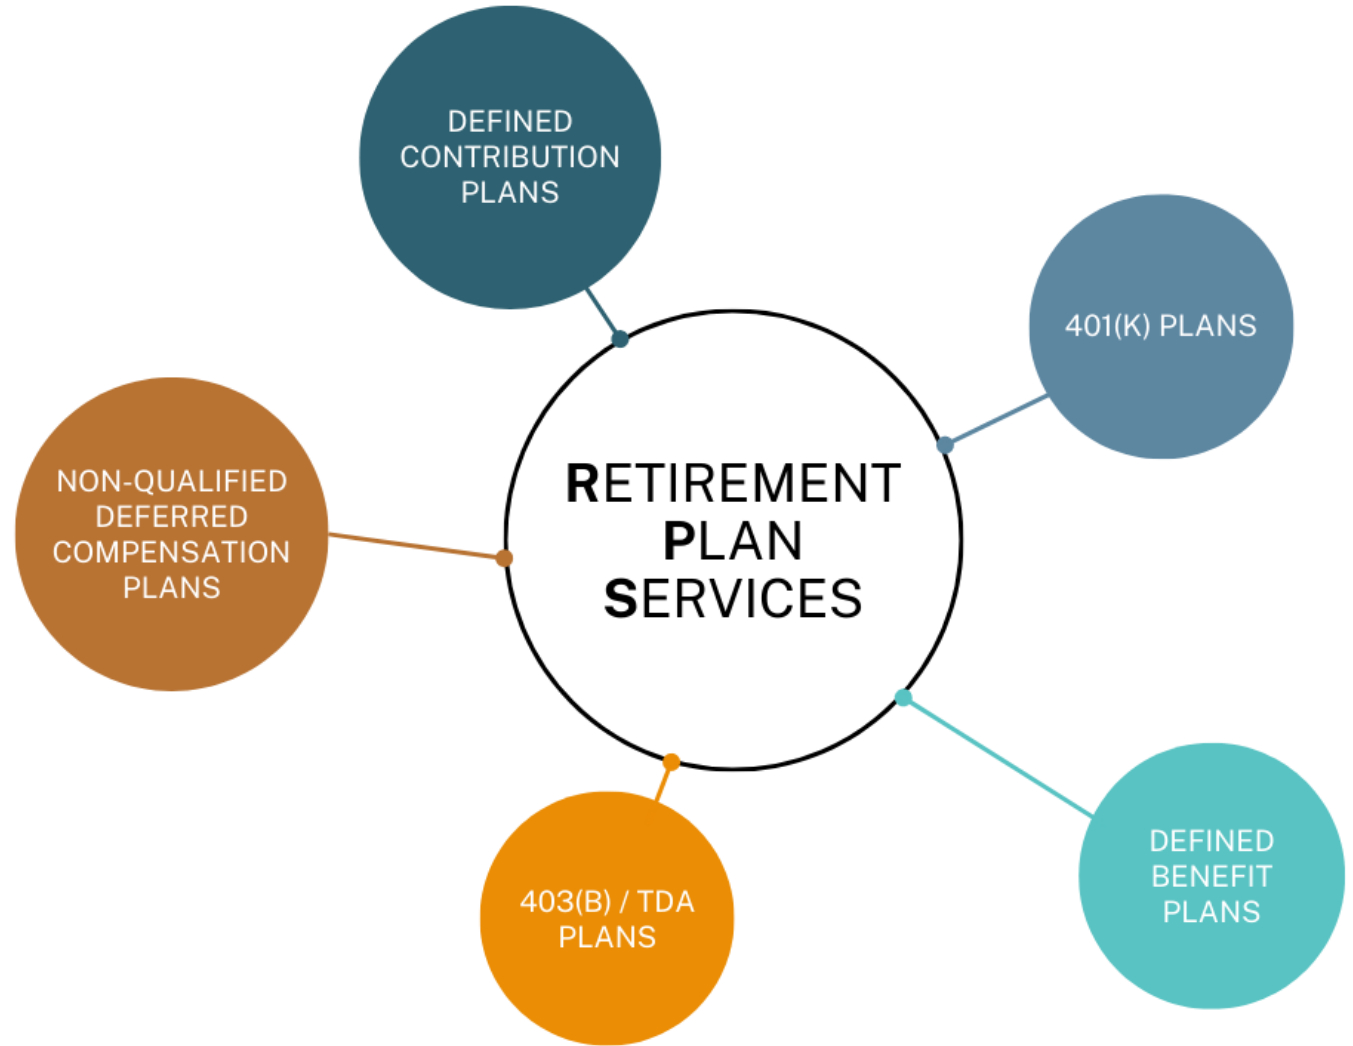 DEFINED
CONTRIBUTION
PLANS
401(K) PLANS
NON-QUALIFIED
DEFERRED
COMPENSATION
PLANS
RETIREMENT
PLAN
SERVICES
403(B) / TDA
PLANS
DEFINED
BENEFIT
PLANS